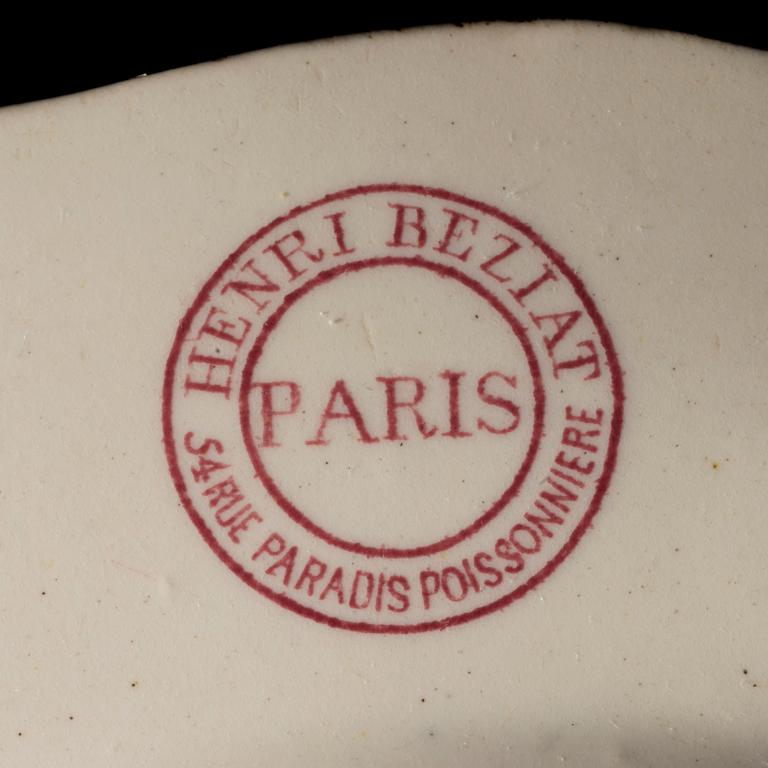 HENRI BEZIAT
PARIS
54 RUE PARADIS POISSONNIERE